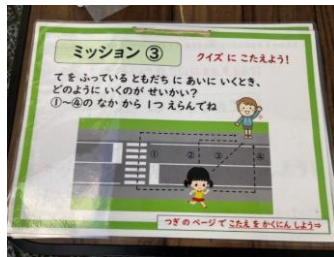 ミッション ③
クイズ に こたえよう!
て を ふっている ともだち に あいに いくとき、
どのように いくのが せいかい?
①~④の なか から 1つ えらんでね
① ② ③ ④
つぎ の ページ で こたえ を かくにん しよう⇒